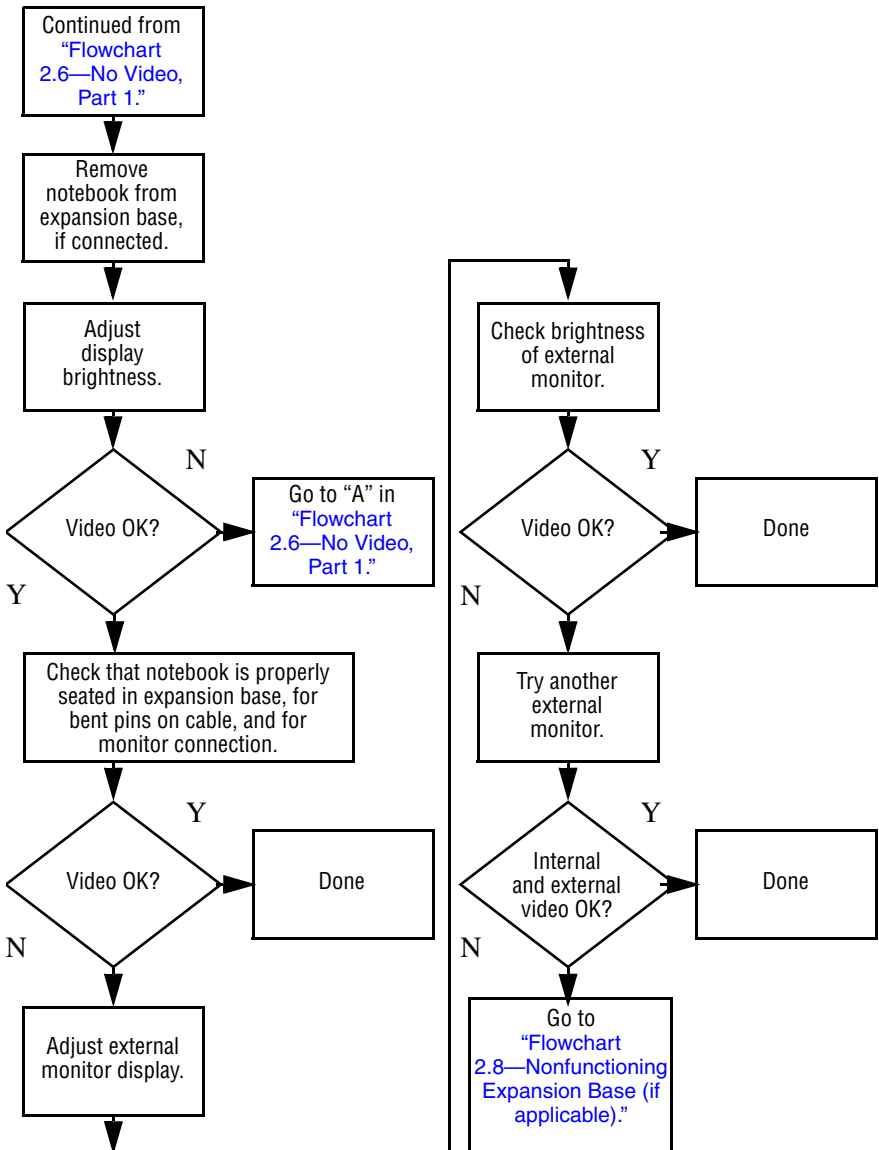 Continued from
“Flowchart
2.6—No Video,
Part 1.”
Remove
notebook from
expansion base,
if connected.
Adjust
display
brightness.
N
Video OK?
Go to “A” in
“Flowchart
2.6—No Video,
Part 1.”
Y
Check that notebook is properly
seated in expansion base, for
bent pins on cable, and for
monitor connection.
Y
Video OK?
Done
N
Adjust external
monitor display.
Check brightness
of external
monitor.
Y
Video OK?
Done
N
Try another
external
monitor.
Y
Internal
and external
video OK?
Done
N
Go to
“Flowchart
2.8—Nonfunctioning
Expansion Base (if
applicable).”